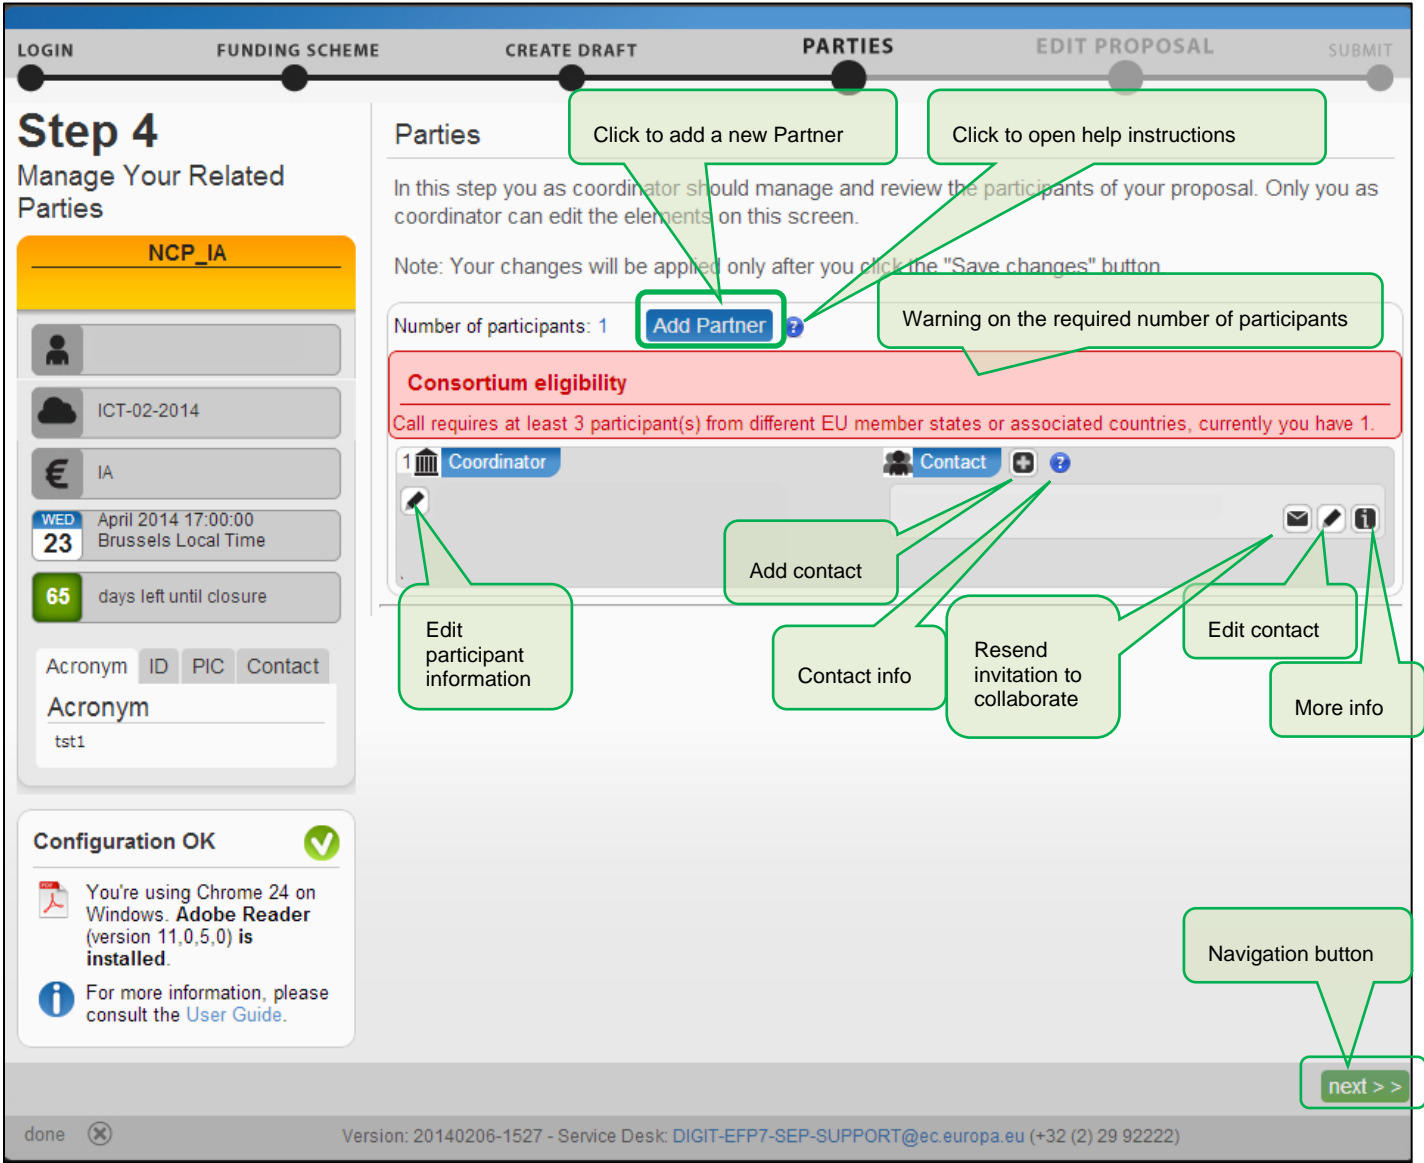 LOGIN
FUNDING SCHEME
CREATE DRAFT
PARTIES
EDIT PROPOSAL
SUBMIT
Step 4
Manage Your Related
Parties
NCP_IA
ICT-02-2014
IA
WED
23
April 2014 17:00:00
Brussels Local Time
65
days left until closure
Acronym
ID
PIC
Contact
Acronym
tst1
Configuration OK
You're using Chrome 24 on
Windows. Adobe Reader
(version 11,0,5,0) is
installed.
For more information, please
consult the User Guide.
Parties
Click to add a new Partner
Click to open help instructions
In this step you as coordinator should manage and review the participants of your proposal. Only you as
coordinator can edit the elements on this screen.
Note: Your changes will be applied only after you click the "Save changes" button
Number of participants: 1
Add Partner
?
Warning on the required number of participants
Consortium eligibility
Call requires at least 3 participant(s) from different EU member states or associated countries, currently you have 1.
1
Coordinator
Contact
?
Add contact
Edit
participant
information
Contact info
Resend
invitation to
collaborate
Edit contact
More info
Navigation button
next > >
done
Version: 20140206-1527 - Service Desk: DIGIT-EFP7-SEP-SUPPORT@ec.europa.eu (+32 (2) 29 92222)